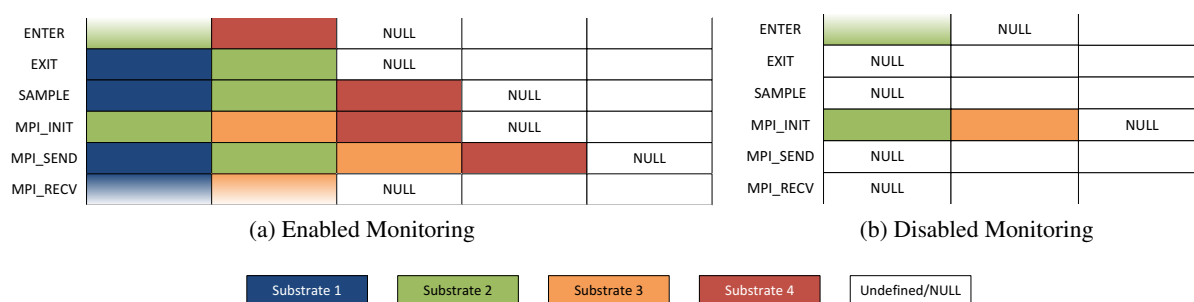 ENTER NULL
EXIT NULL
SAMPLE NULL
MPI_INIT NULL
MPI_SEND NULL
MPI_RECV NULL
(a) Enabled Monitoring
ENTER NULL
EXIT NULL
SAMPLE NULL
MPI_INIT NULL
MPI_SEND NULL
MPI_RECV NULL
(b) Disabled Monitoring
Substrate 1 Substrate 2 Substrate 3 Substrate 4 Undefined/NULL